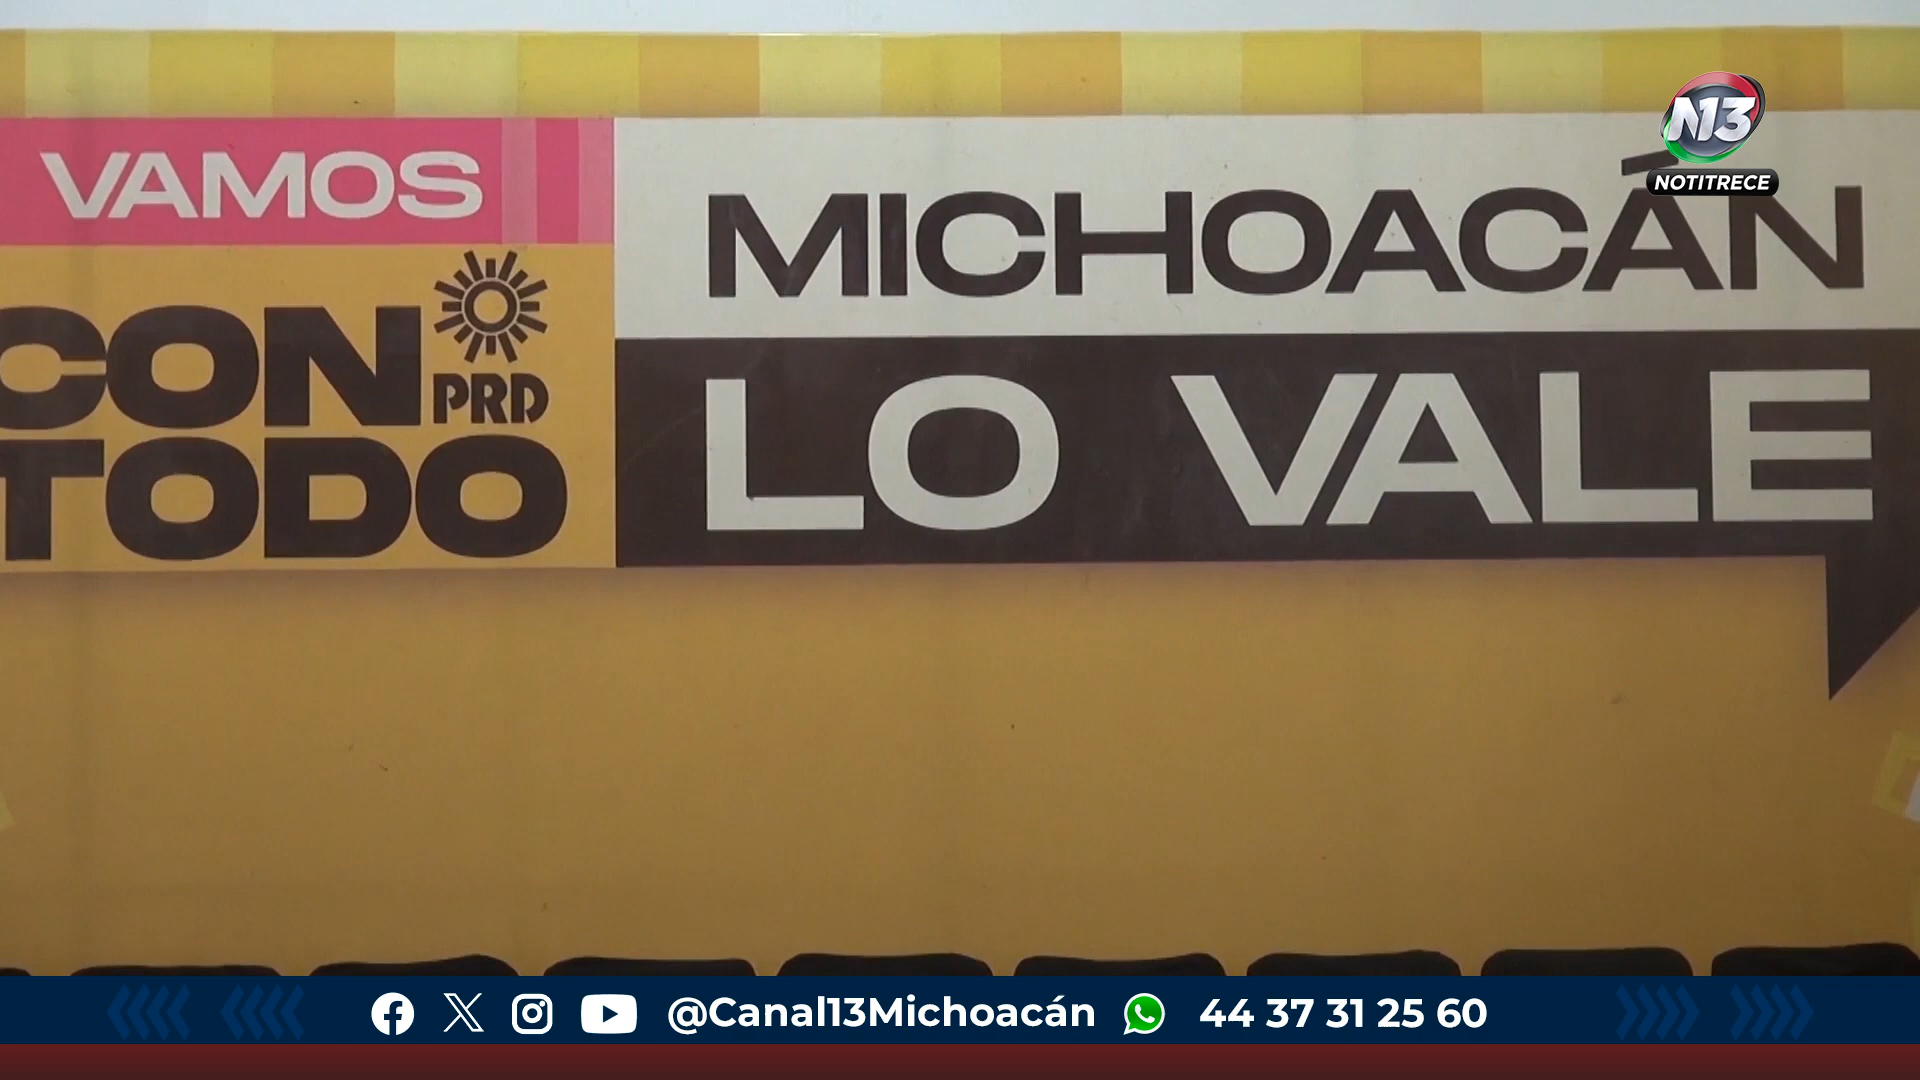 VAMOS
CON
PRD
TODO
MICHOACÁN
LO VALE
N13
NOTITRECE
@Canal13Michoacán 44 37 31 25 60